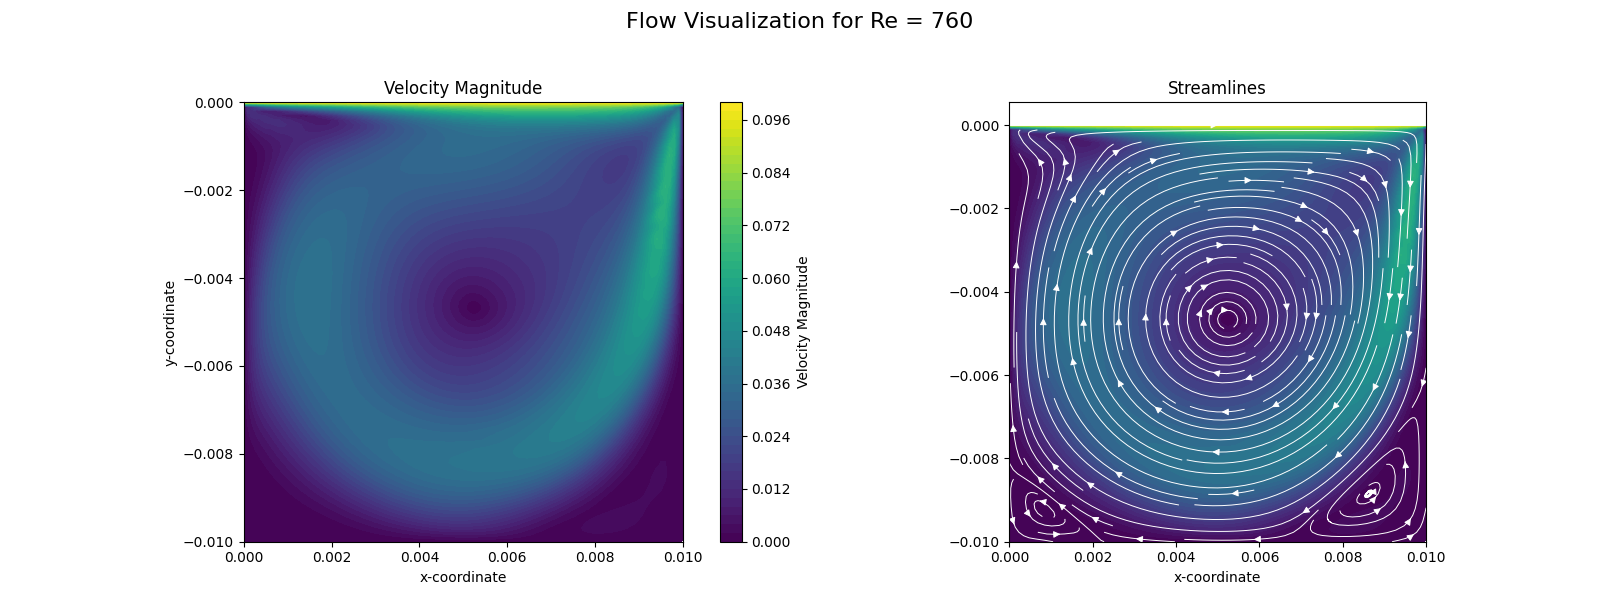 Flow Visualization for Re = 760
Velocity Magnitude
0.000
−0.002
−0.004
−0.006
−0.008
−0.010
y-coordinate
0.000 0.002 0.004 0.006 0.008 0.010
x-coordinate
0.096
0.084
0.072
0.060
0.048
0.036
0.024
0.012
0.000
Velocity Magnitude
Streamlines
0.000
−0.002
−0.004
−0.006
−0.008
−0.010
0.000 0.002 0.004 0.006 0.008 0.010
x-coordinate